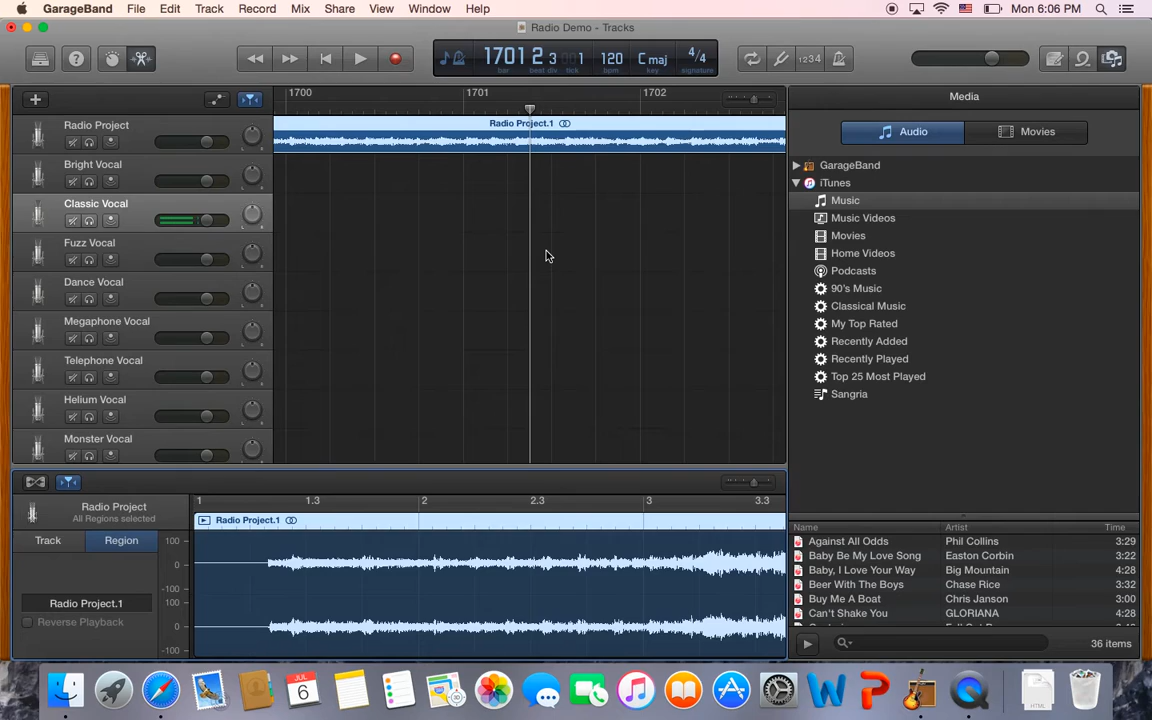 GarageBand File Edit Track Record Mix Share View Window Help Mon 6:06 PM
Radio Demo - Tracks
1701 2 3 1 120 C maj 4/4
bar beat div tick bpm key signature
1234
1700 1701 1702
Radio Project.1
Radio Project
Bright Vocal
Classic Vocal
Fuzz Vocal
Dance Vocal
Megaphone Vocal
Telephone Vocal
Helium Vocal
Monster Vocal
L R
Media
Audio Movies
GarageBand
iTunes
Music
Music Videos
Movies
Home Videos
Podcasts
90's Music
Classical Music
My Top Rated
Recently Added
Recently Played
Top 25 Most Played
Sangria
Name Artist Time
Against All Odds Phil Collins 3:29
Baby Be My Love Song Easton Corbin 3:22
Baby, I Love Your Way Big Mountain 4:28
Beer With The Boys Chase Rice 3:32
Buy Me A Boat Chris Janson 3:00
Can't Shake You GLORIANA 4:28
36 items
1 1.3 2 2.3 3 3.3
Radio Project
All Regions selected
Radio Project.1
Track Region
100
0
-100
100
0
-100
Radio Project.1
Reverse Playback
JUL
6
HTML